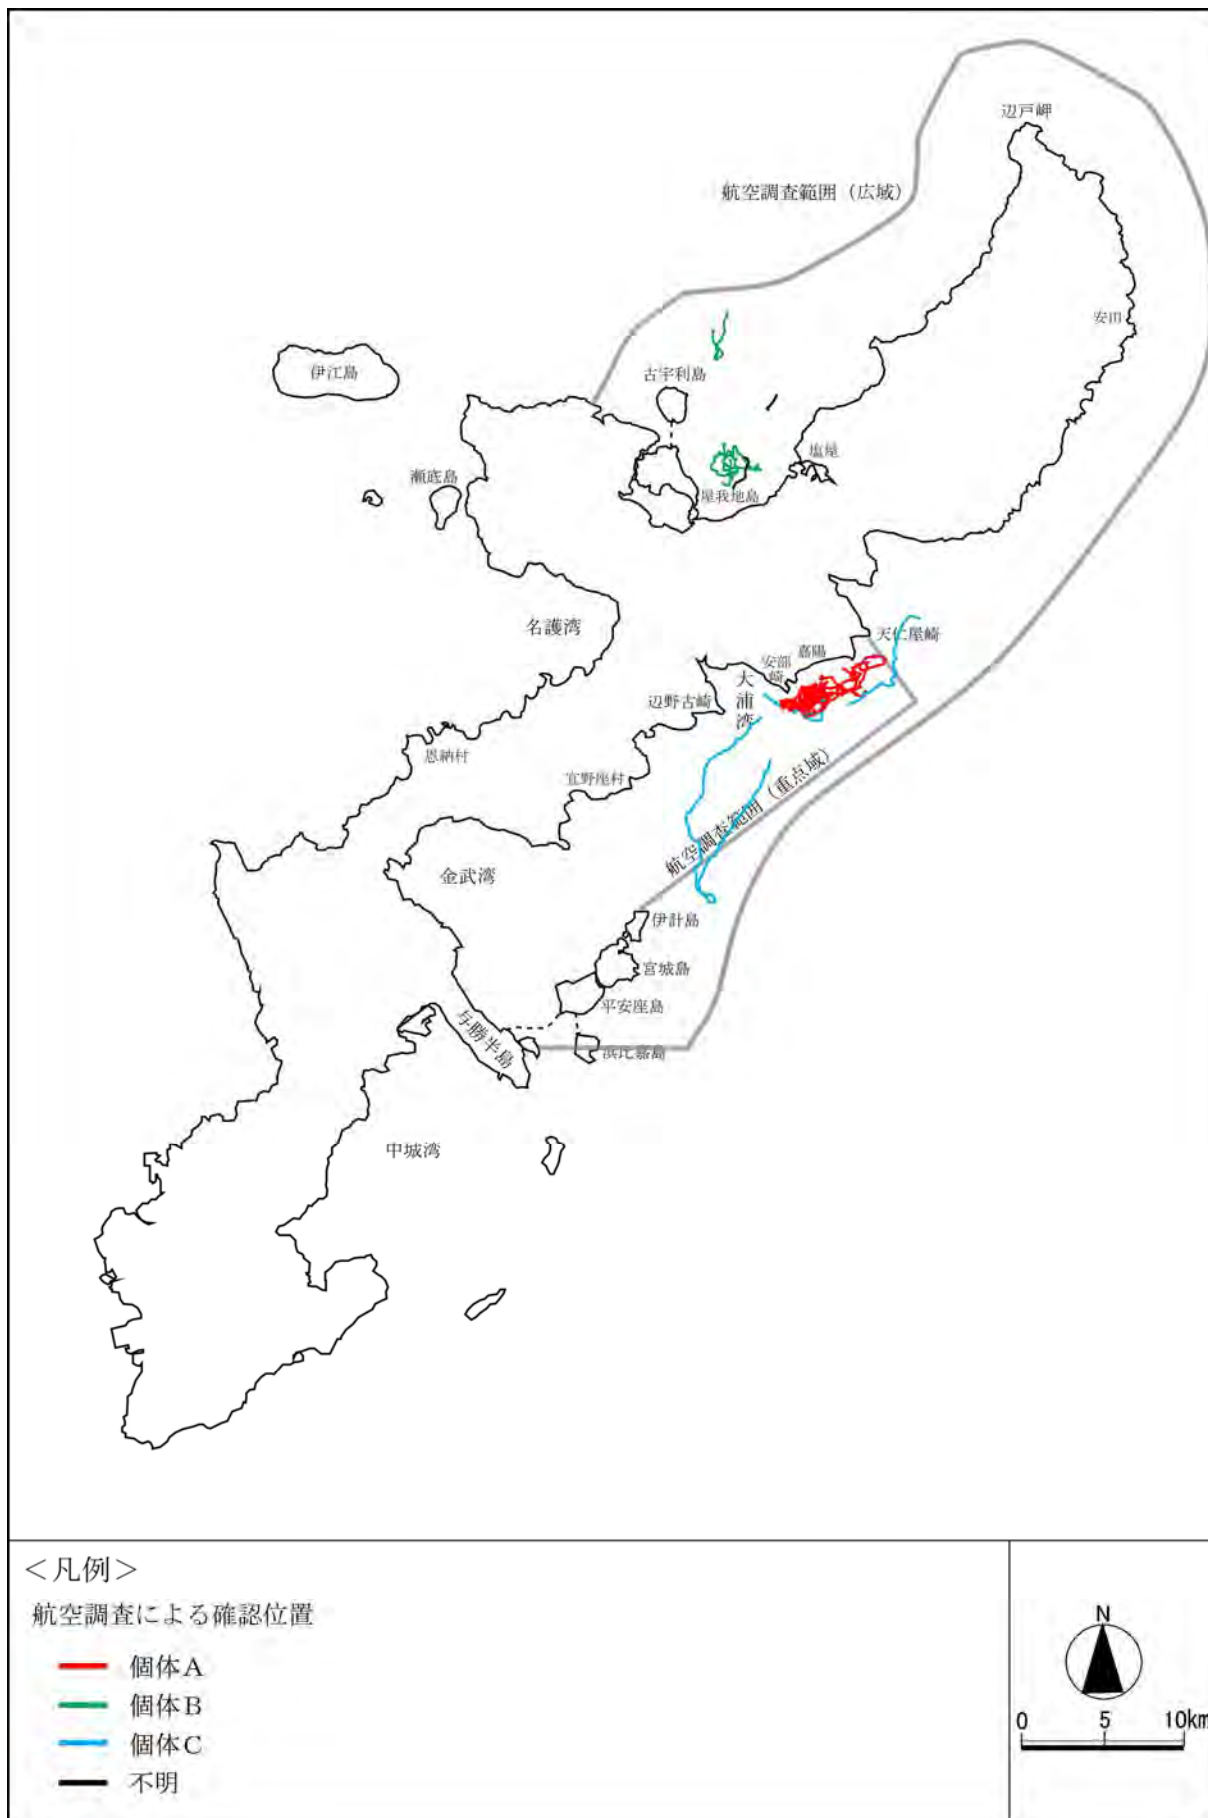 辺戸岬
航空調査範囲（広域）
安田
伊江島
古宇利島
瀬底島
塩屋
屋我地島
名護湾
天仁屋崎
嘉陽
安部崎
大浦湾
辺野古崎
恩納村
宜野座村
航空調査範囲（重点域）
金武湾
伊計島
宮城島
平安座島
与勝半島
浜比嘉島
中城湾
＜凡例＞
航空調査による確認位置
個体A
個体B
個体C
不明
N
0 5 10km